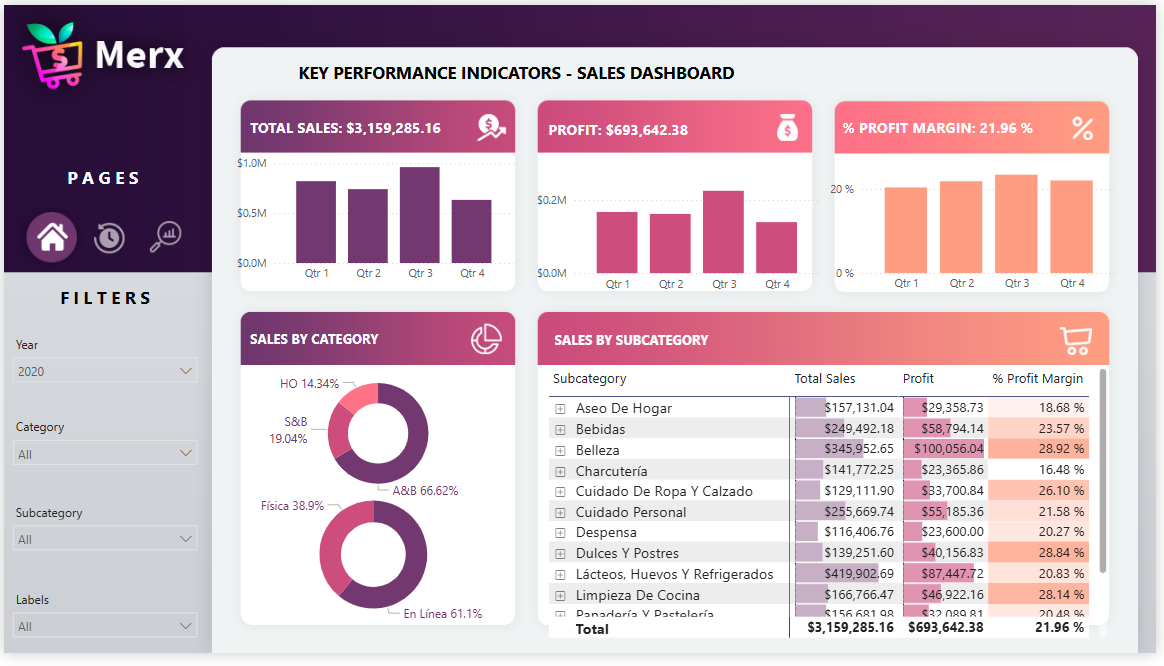 Merx
KEY PERFORMANCE INDICATORS - SALES DASHBOARD
PAGES
FILTERS
Year
2020
Category
All
Subcategory
All
Labels
All
TOTAL SALES: $3,159,285.16
$1.0M
$0.5M
$0.0M
Qtr 1 Qtr 2 Qtr 3 Qtr 4
PROFIT: $693,642.38
$0.2M
$0.0M
Qtr 1 Qtr 2 Qtr 3 Qtr 4
% PROFIT MARGIN: 21.96 %
20 %
0 %
Qtr 1 Qtr 2 Qtr 3 Qtr 4
SALES BY CATEGORY
HO 14.34%
S&B
19.04%
A&B 66.62%
Física 38.9%
En Línea 61.1%
SALES BY SUBCATEGORY
Subcategory Total Sales Profit % Profit Margin
Aseo De Hogar $157,131.04 $29,358.73 18.68 %
Bebidas $249,492.18 $58,794.14 23.57 %
Belleza $345,952.65 $100,056.04 28.92 %
Charcutería $141,772.25 $23,365.86 16.48 %
Cuidado De Ropa Y Calzado $129,111.90 $33,700.84 26.10 %
Cuidado Personal $255,669.74 $55,185.36 21.58 %
Despensa $116,406.76 $23,600.00 20.27 %
Dulces Y Postres $139,251.60 $40,156.83 28.84 %
Lácteos, Huevos Y Refrigerados $419,902.69 $87,447.72 20.83 %
Limpieza De Cocina $166,766.47 $46,922.16 28.14 %
Panadería Y Pastelería $156,681.98 $32,089.81 20.48 %
Total $3,159,285.16 $693,642.38 21.96 %